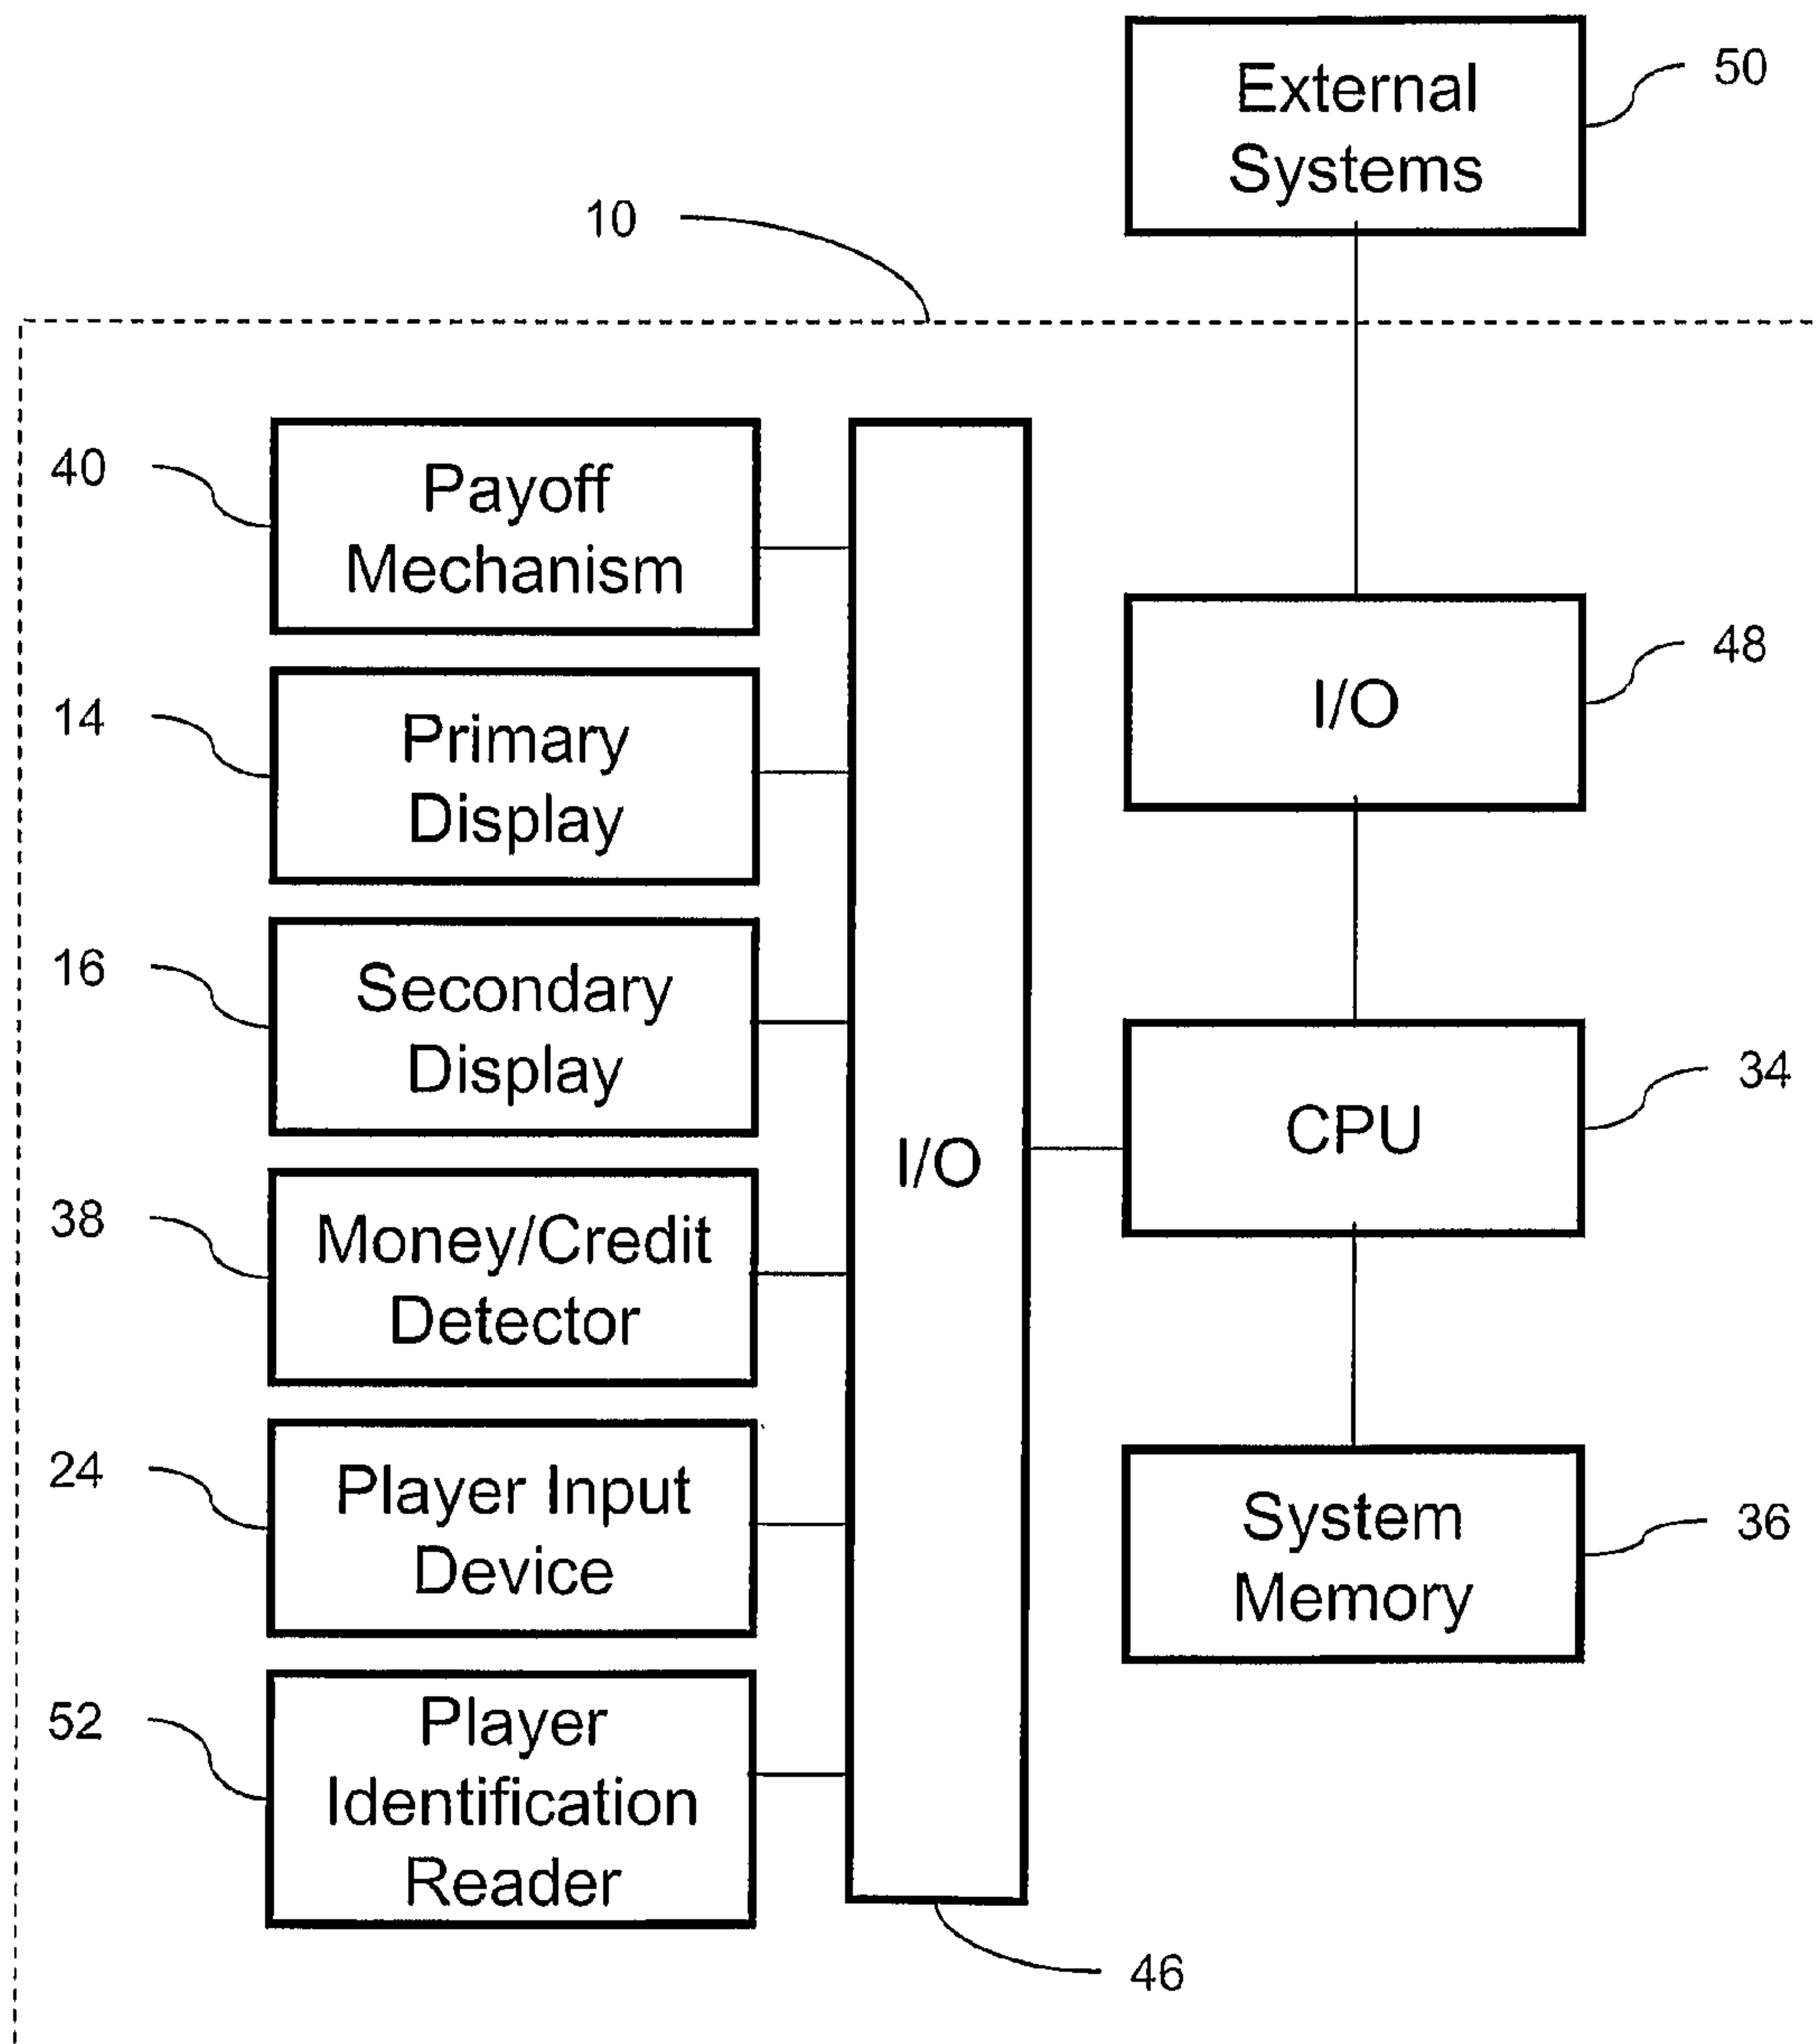 External
Systems
50
10
40
Payoff
Mechanism
14
Primary
Display
16
Secondary
Display
38
Money/Credit
Detector
24
Player Input
Device
52
Player
Identification
Reader
I/O
46
I/O
48
CPU
34
System
Memory
36